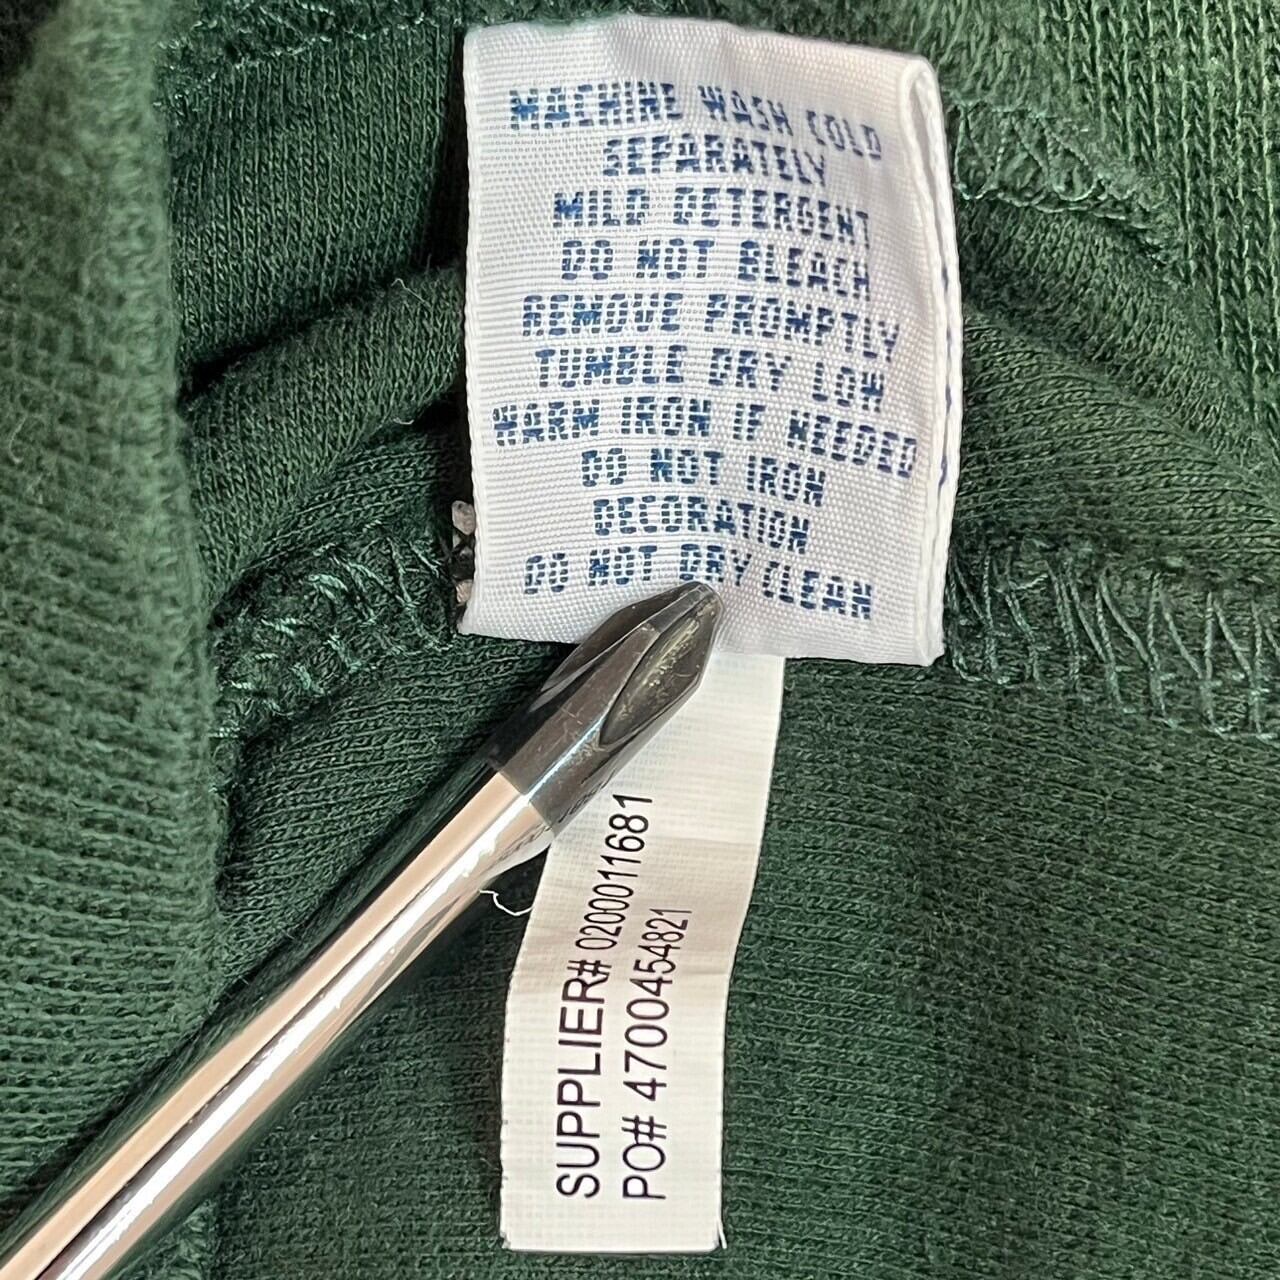 MACHINE WASH COLD
SEPARATELY
MILD DETERGENT
DO NOT BLEACH
REMOVE PROMPTLY
TUMBLE DRY LOW
WARM IRON IF NEEDED
DO NOT IRON
DECORATION
DO NOT DRY CLEAN
SUPPLIER# 0200011681
PO# 4700454821